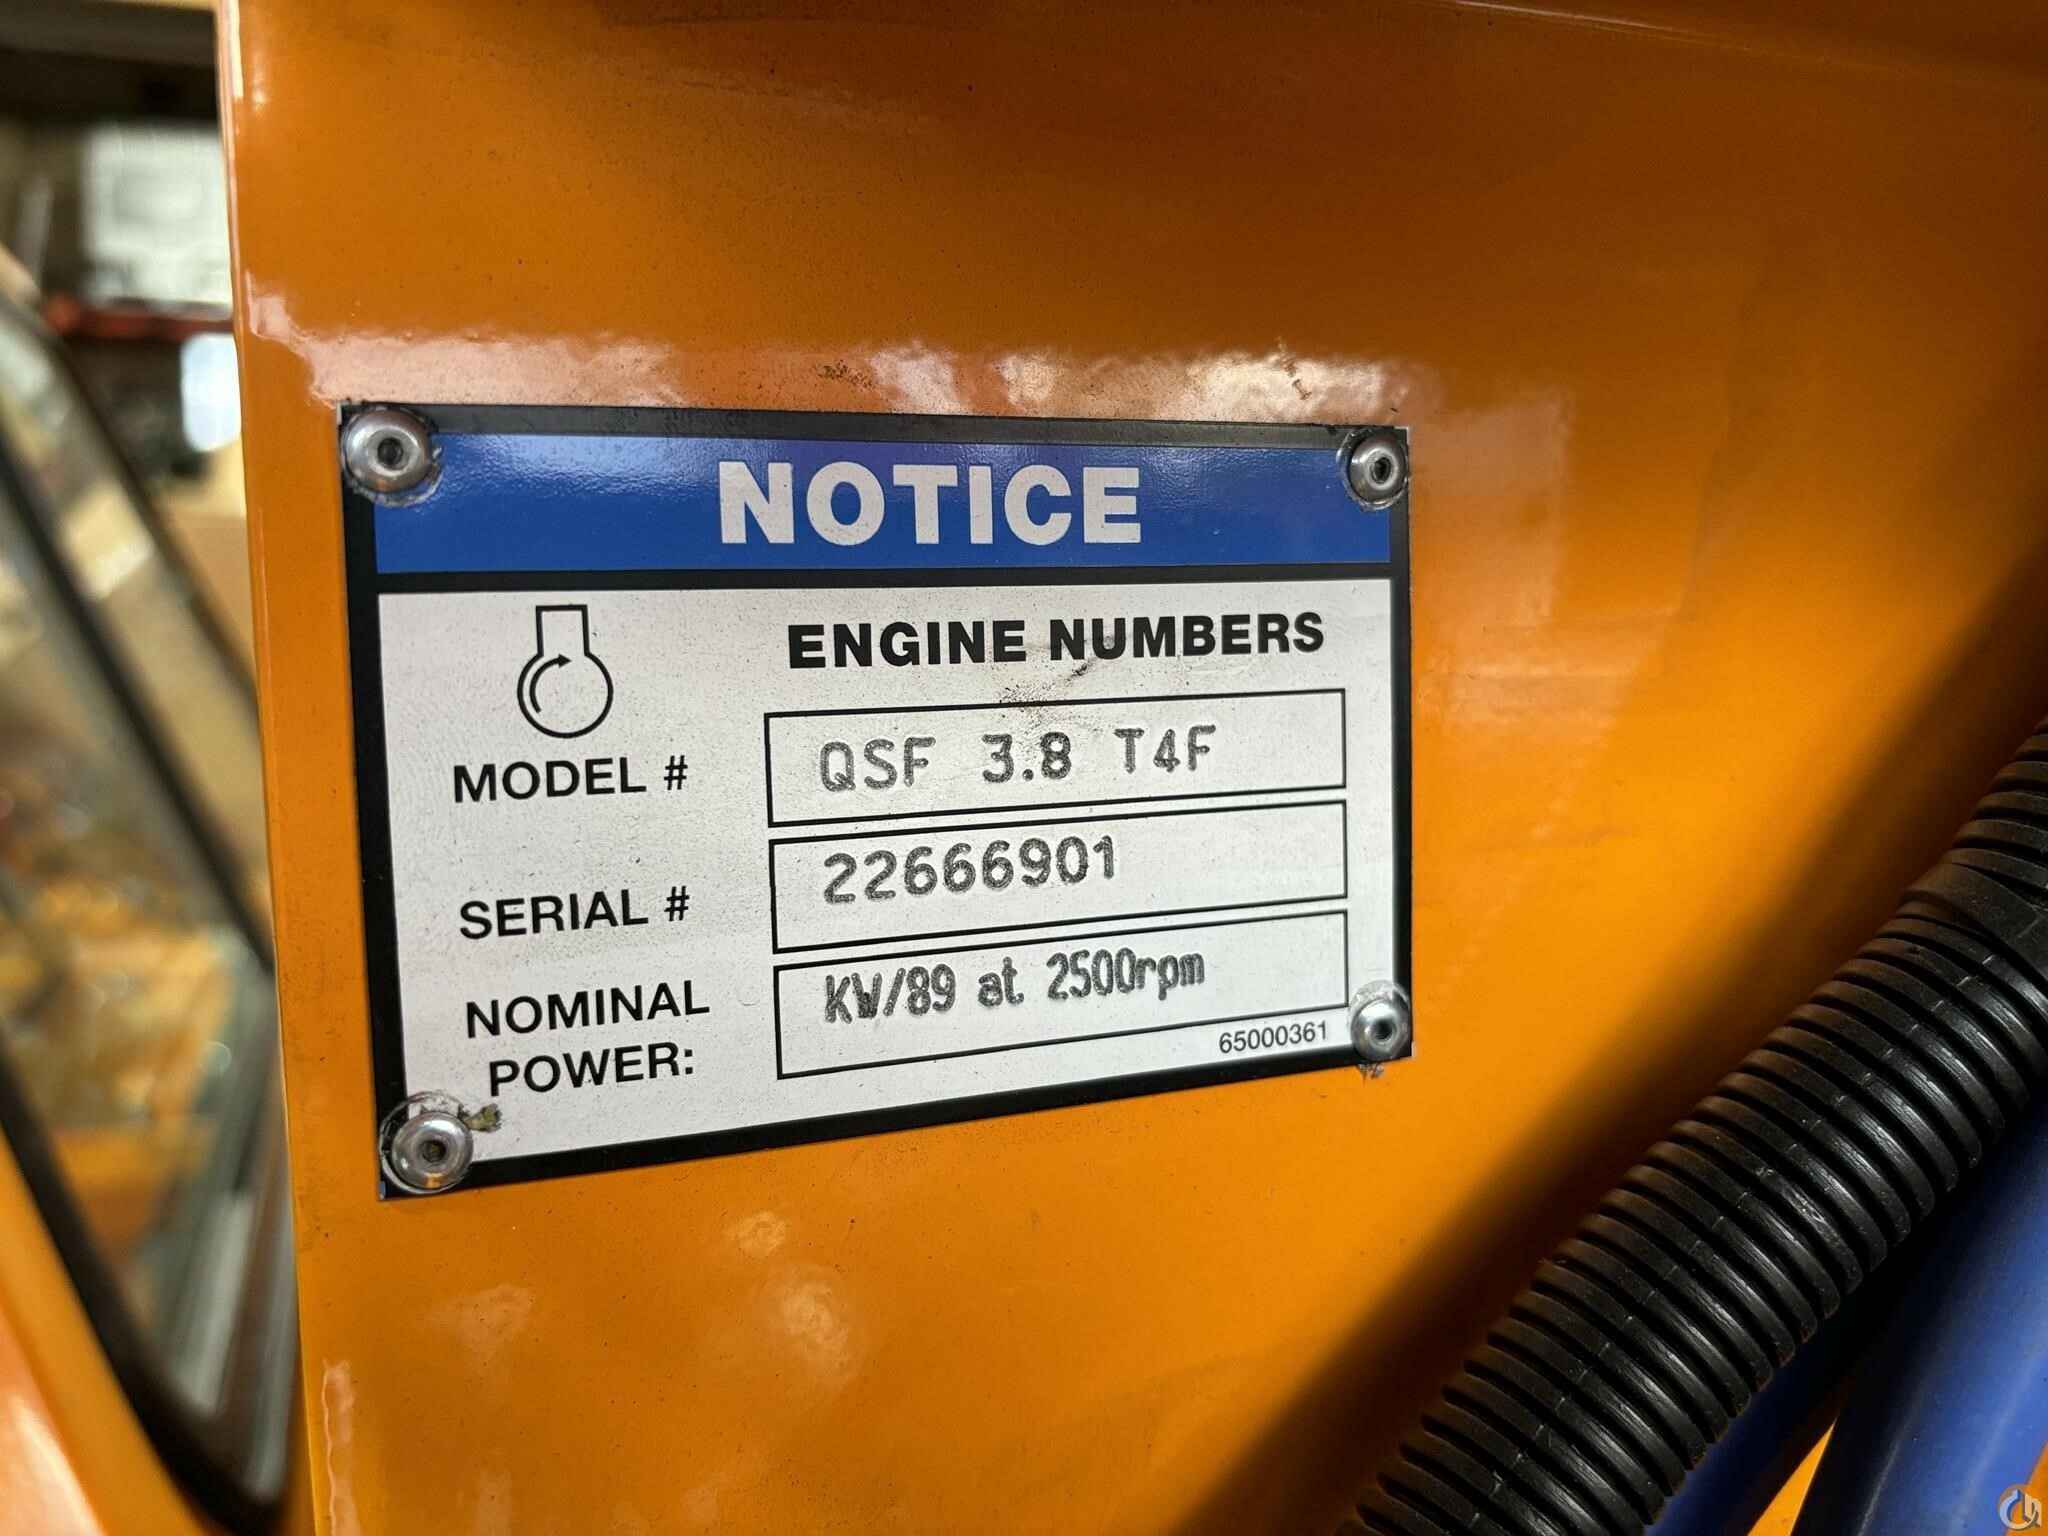 NOTICE
ENGINE NUMBERS
MODEL # QSF 3.8 T4F
SERIAL # 22666901
NOMINAL POWER: KW/89 at 2500rpm
65000361